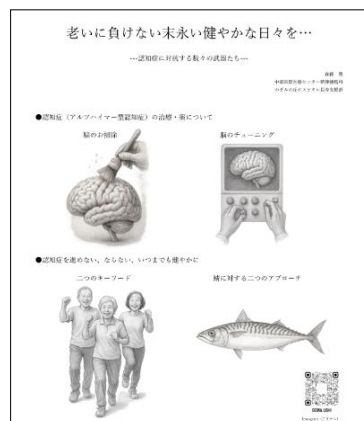 老いに負けない末永い健やかな日々を…
---認知症に対抗する数々の武器たち---
●認知症（アルツハイマー型認知症）の治療・薬について
脳のお掃除
脳のチューニング
●認知症を進めない、ならない、いつまでも健やかに
二つのキーワード
鯖に対する二つのアプローチ